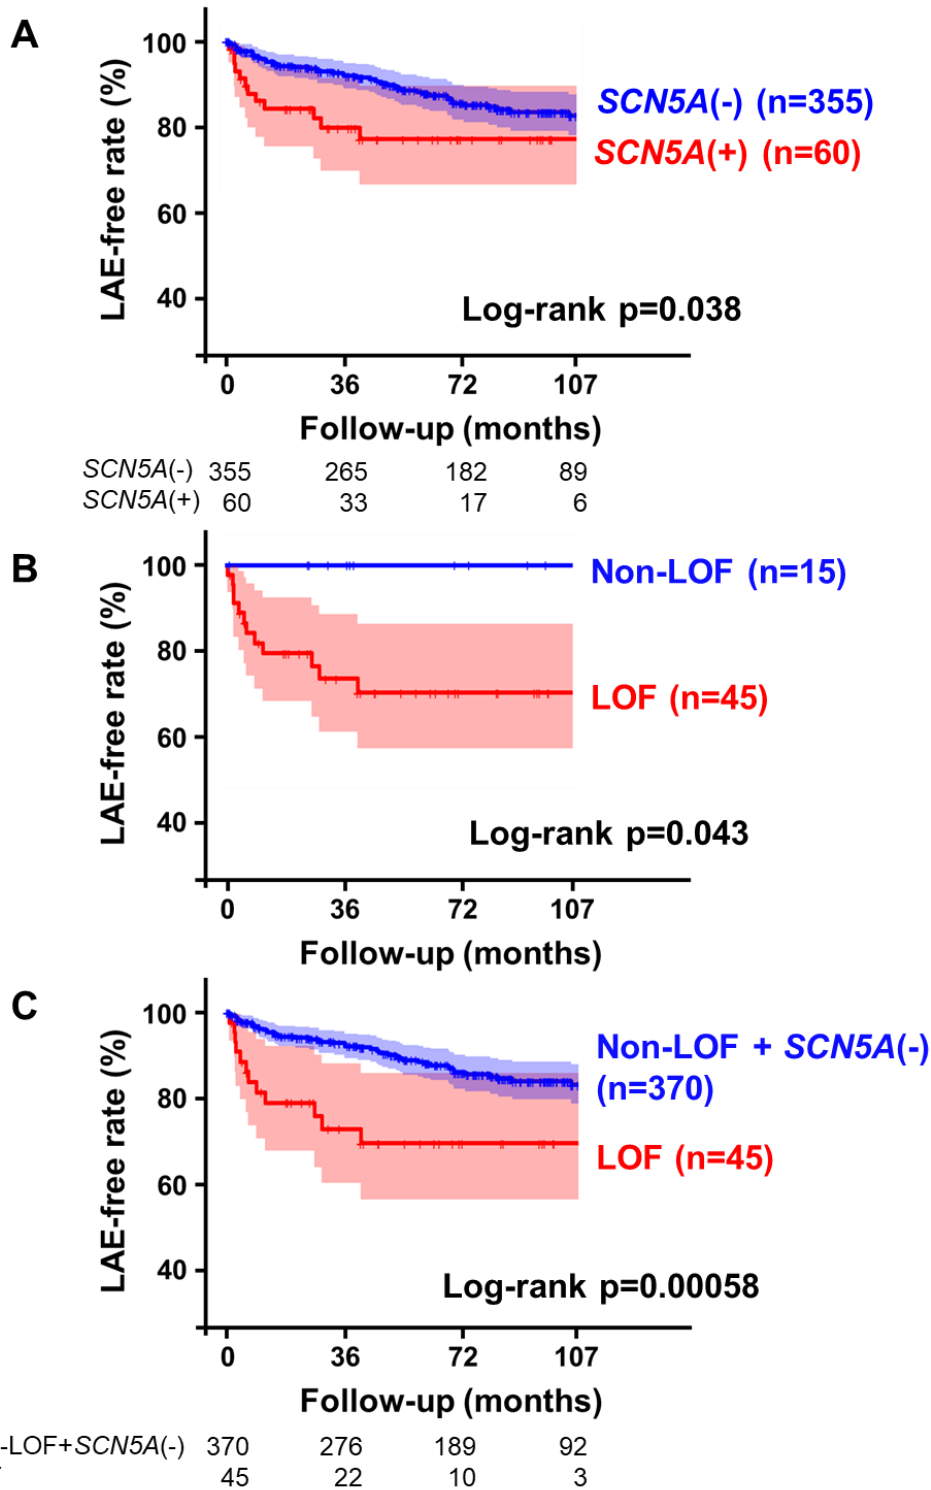 A
LAE-free rate (%)
100
80
60
40
SCN5A(-) (n=355)
SCN5A(+) (n=60)
Log-rank p=0.038
0 36 72 107
Follow-up (months)
SCN5A(-) 355 265 182 89
SCN5A(+) 60 33 17 6
B
LAE-free rate (%)
100
80
60
40
Non-LOF (n=15)
LOF (n=45)
Log-rank p=0.043
0 36 72 107
Follow-up (months)
C
LAE-free rate (%)
100
80
60
40
Non-LOF + SCN5A(-)
(n=370)
LOF (n=45)
Log-rank p=0.00058
0 36 72 107
Follow-up (months)
-LOF+SCN5A(-) 370 276 189 92
45 22 10 3